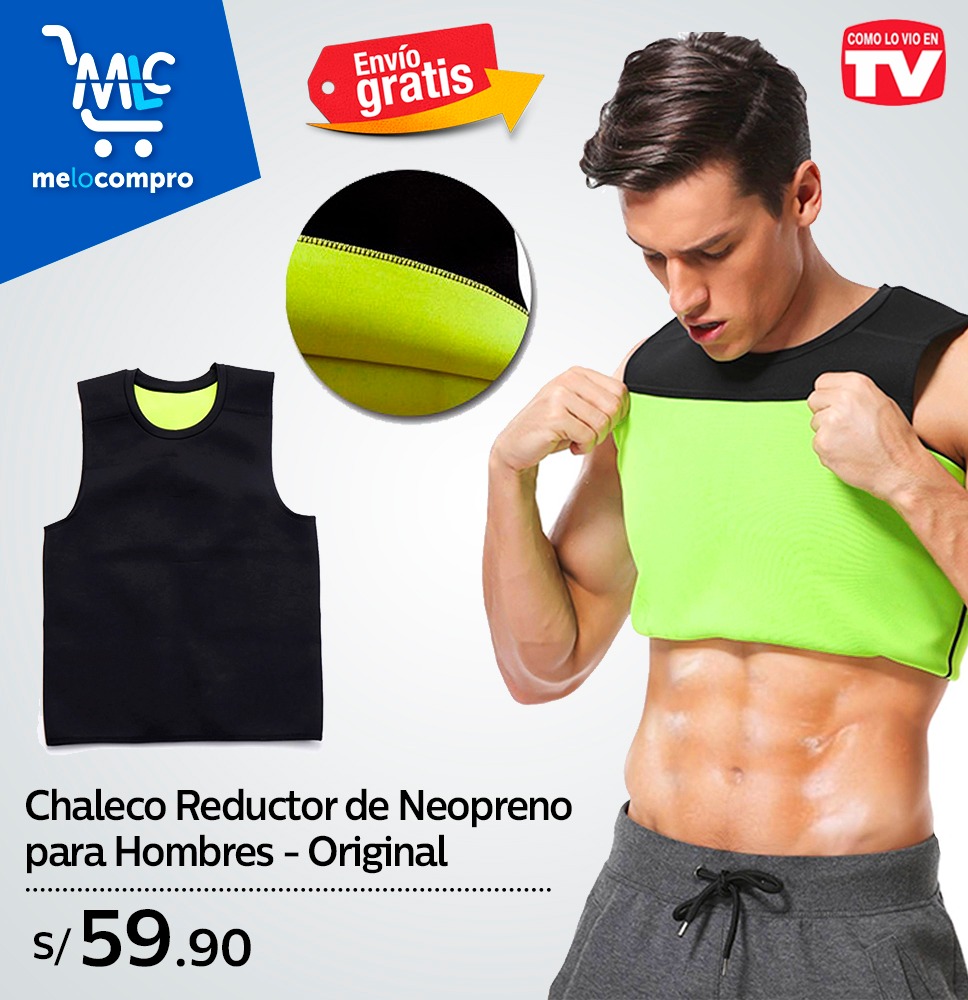 MLC
melocompro
Envío
gratis
COMO LO VIO EN
TV
Chaleco Reductor de Neopreno
para Hombres - Original
S/ 59.90